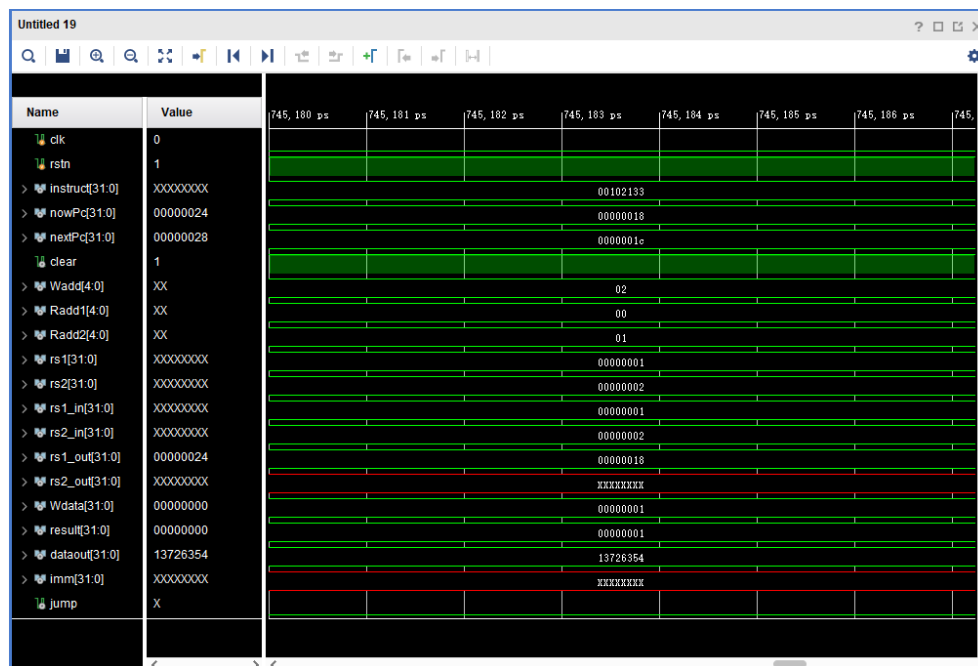 Untitled 19
Name Value 745,180 ps 745,181 ps 745,182 ps 745,183 ps 745,184 ps 745,185 ps 745,186 ps 745,
clk 0
rstn 1
instruct[31:0] XXXXXXXX 00102133
nowPc[31:0] 00000024 00000018
nextPc[31:0] 00000028 0000001c
clear 1
Wadd[4:0] XX 02
Radd1[4:0] XX 00
Radd2[4:0] XX 01
rs1[31:0] XXXXXXXX 00000001
rs2[31:0] XXXXXXXX 00000002
rs1_in[31:0] XXXXXXXX 00000001
rs2_in[31:0] XXXXXXXX 00000002
rs1_out[31:0] 00000024 00000018
rs2_out[31:0] XXXXXXXX XXXXXXXX
Wdata[31:0] 00000000 00000001
result[31:0] 00000000 00000001
dataout[31:0] 13726354 13726354
imm[31:0] XXXXXXXX XXXXXXXX
jump X